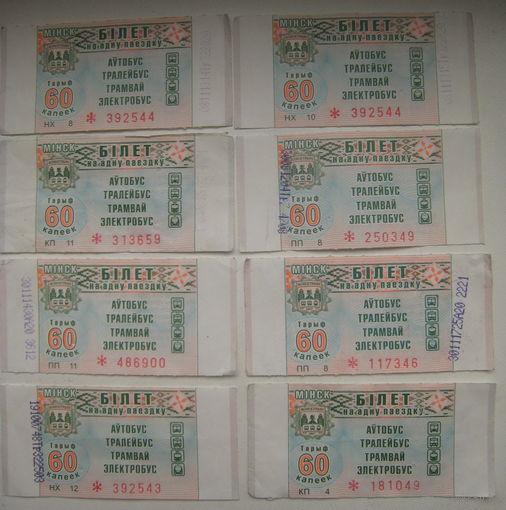 МІНСК БІЛЕТ
на адну паездку
АЎТОБУС
ТРАЛЕЙБУС
ТРАМВАЙ
ЭЛЕКТРОБУС
Тарыф
60
капеек
НХ 8 * 392544
МІНСК БІЛЕТ
на адну паездку
АЎТОБУС
ТРАЛЕЙБУС
ТРАМВАЙ
ЭЛЕКТРОБУС
Тарыф
60
капеек
НХ 10 * 392544
МІНСК БІЛЕТ
на адну паездку
АЎТОБУС
ТРАЛЕЙБУС
ТРАМВАЙ
ЭЛЕКТРОБУС
Тарыф
60
капеек
КП 11 * 313659
МІНСК БІЛЕТ
на адну паездку
АЎТОБУС
ТРАЛЕЙБУС
ТРАМВАЙ
ЭЛЕКТРОБУС
Тарыф
60
капеек
ПП 8 * 250349
МІНСК БІЛЕТ
на адну паездку
АЎТОБУС
ТРАЛЕЙБУС
ТРАМВАЙ
ЭЛЕКТРОБУС
Тарыф
60
капеек
ПП 11 * 486900
МІНСК БІЛЕТ
на адну паездку
АЎТОБУС
ТРАЛЕЙБУС
ТРАМВАЙ
ЭЛЕКТРОБУС
Тарыф
60
капеек
ПП 8 * 117346
30111725A20 2221
МІНСК БІЛЕТ
на адну паездку
АЎТОБУС
ТРАЛЕЙБУС
ТРАМВАЙ
ЭЛЕКТРОБУС
Тарыф
60
капеек
НХ 12 * 392543
МІНСК БІЛЕТ
на адну паездку
АЎТОБУС
ТРАЛЕЙБУС
ТРАМВАЙ
ЭЛЕКТРОБУС
Тарыф
60
капеек
КП 4 * 181049